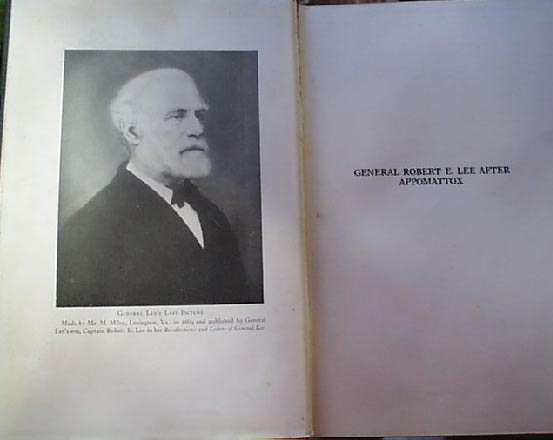 GENERAL LEE'S LAST PICTURE
Made by Mr. M. Miley, Lexington, Va., in 1869 and published by General
Lee's son, Captain Robert E. Lee in his Recollections and Letters of General Lee
GENERAL ROBERT E. LEE AFTER
APPOMATTOX